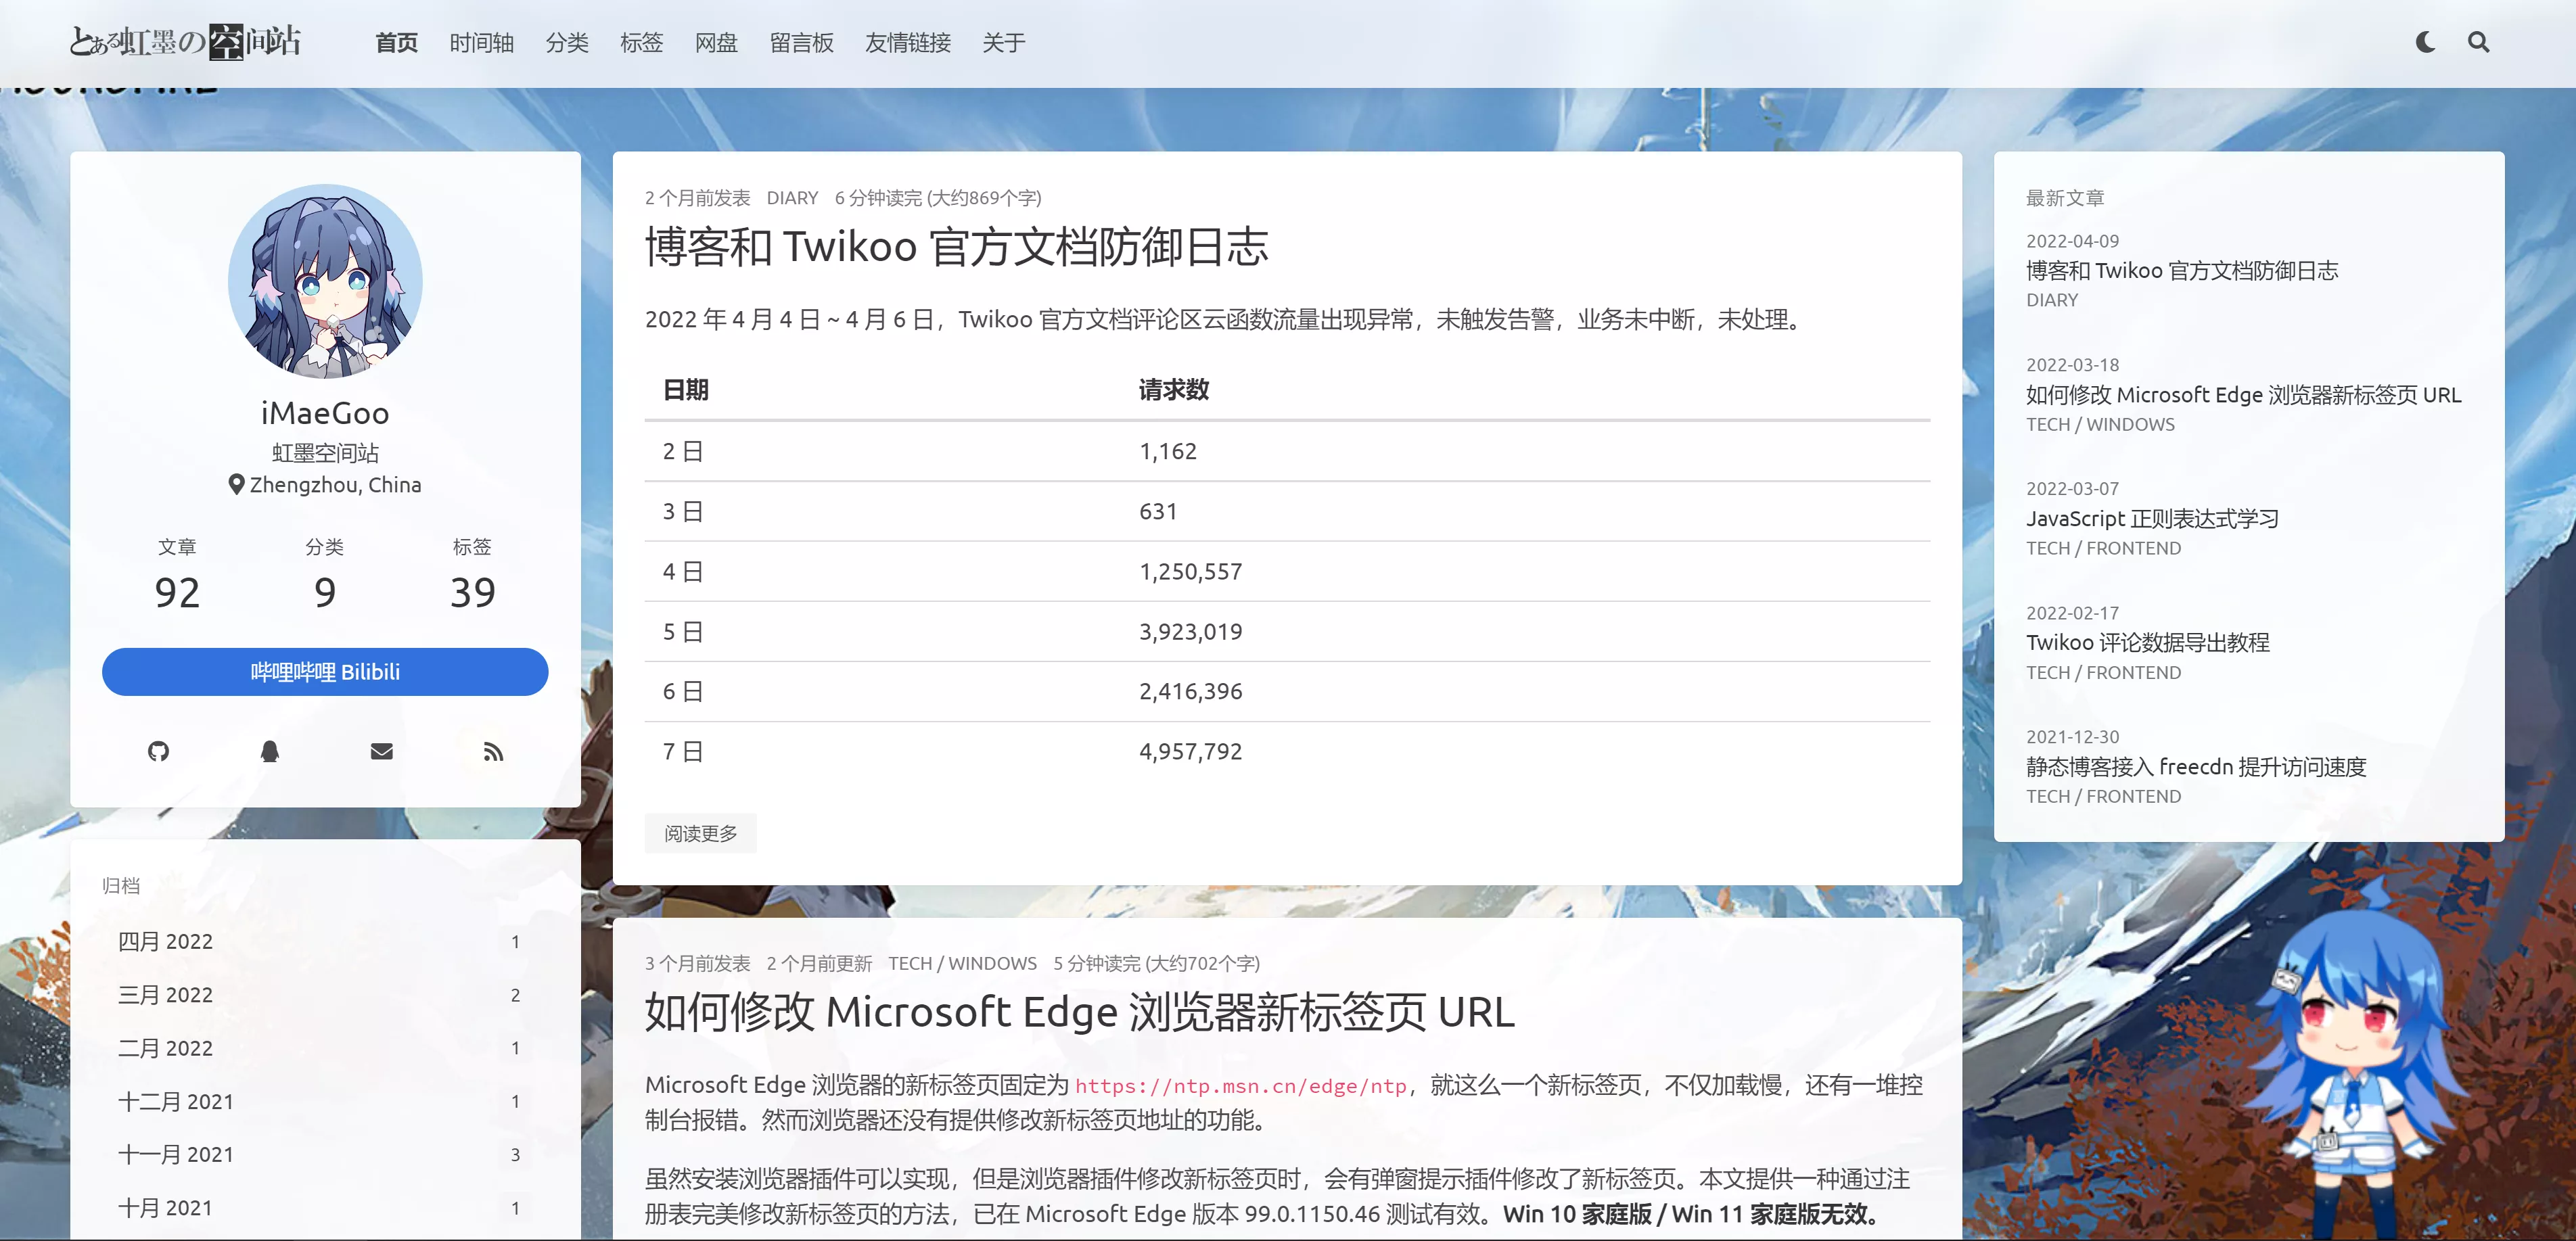 とある虹墨の空间站
首页 时间轴 分类 标签 网盘 留言板 友情链接 关于
iMaeGoo
虹墨空间站
Zhengzhou, China
文章 分类 标签
92 9 39
哔哩哔哩 Bilibili
归档
四月 2022 1
三月 2022 2
二月 2022 1
十二月 2021 1
十一月 2021 3
十月 2021 1
2 个月前发表 DIARY 6 分钟读完 (大约869个字)
博客和 Twikoo 官方文档防御日志
2022 年 4 月 4 日 ~ 4 月 6 日，Twikoo 官方文档评论区云函数流量出现异常，未触发告警，业务未中断，未处理。
日期 请求数
2 日 1,162
3 日 631
4 日 1,250,557
5 日 3,923,019
6 日 2,416,396
7 日 4,957,792
阅读更多
3 个月前发表 2 个月前更新 TECH / WINDOWS 5 分钟读完 (大约702个字)
如何修改 Microsoft Edge 浏览器新标签页 URL
Microsoft Edge 浏览器的新标签页固定为 https://ntp.msn.cn/edge/ntp，就这么一个新标签页，不仅加载慢，还有一堆控
制台报错。然而浏览器还没有提供修改新标签页地址的功能。
虽然安装浏览器插件可以实现，但是浏览器插件修改新标签页时，会有弹窗提示插件修改了新标签页。本文提供一种通过注
册表完美修改新标签页的方法，已在 Microsoft Edge 版本 99.0.1150.46 测试有效。Win 10 家庭版 / Win 11 家庭版无效。
最新文章
2022-04-09
博客和 Twikoo 官方文档防御日志
DIARY
2022-03-18
如何修改 Microsoft Edge 浏览器新标签页 URL
TECH / WINDOWS
2022-03-07
JavaScript 正则表达式学习
TECH / FRONTEND
2022-02-17
Twikoo 评论数据导出教程
TECH / FRONTEND
2021-12-30
静态博客接入 freecdn 提升访问速度
TECH / FRONTEND